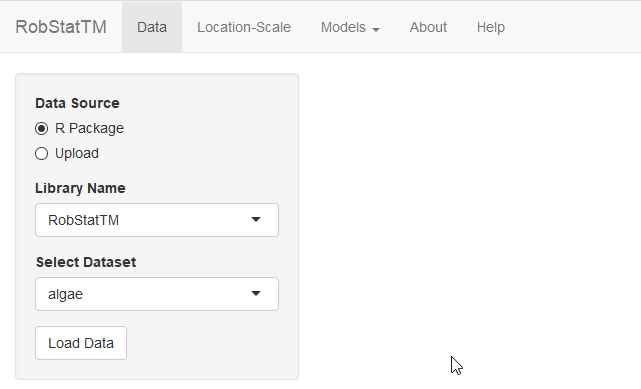 RobStatTM Data Location-Scale Models About Help
Data Source
R Package
Upload
Library Name
RobStatTM
Select Dataset
algae
Load Data